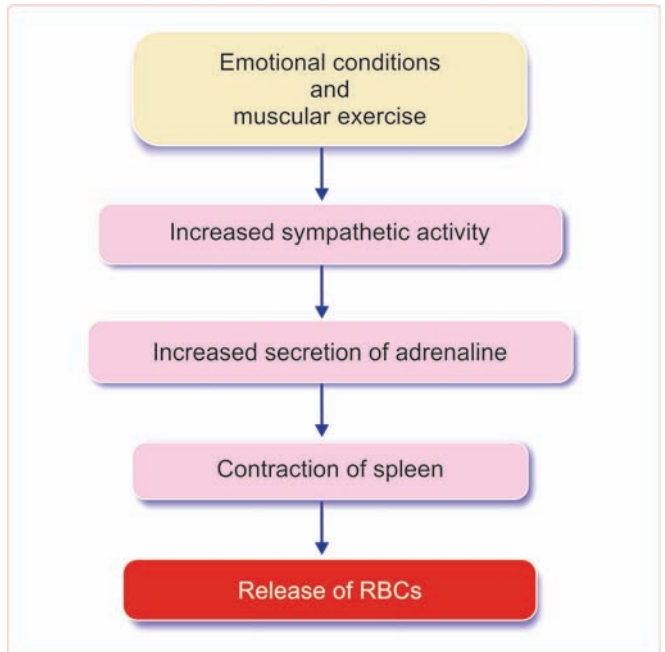 Emotional conditions
and
muscular exercise
Increased sympathetic activity
Increased secretion of adrenaline
Contraction of spleen
Release of RBCs